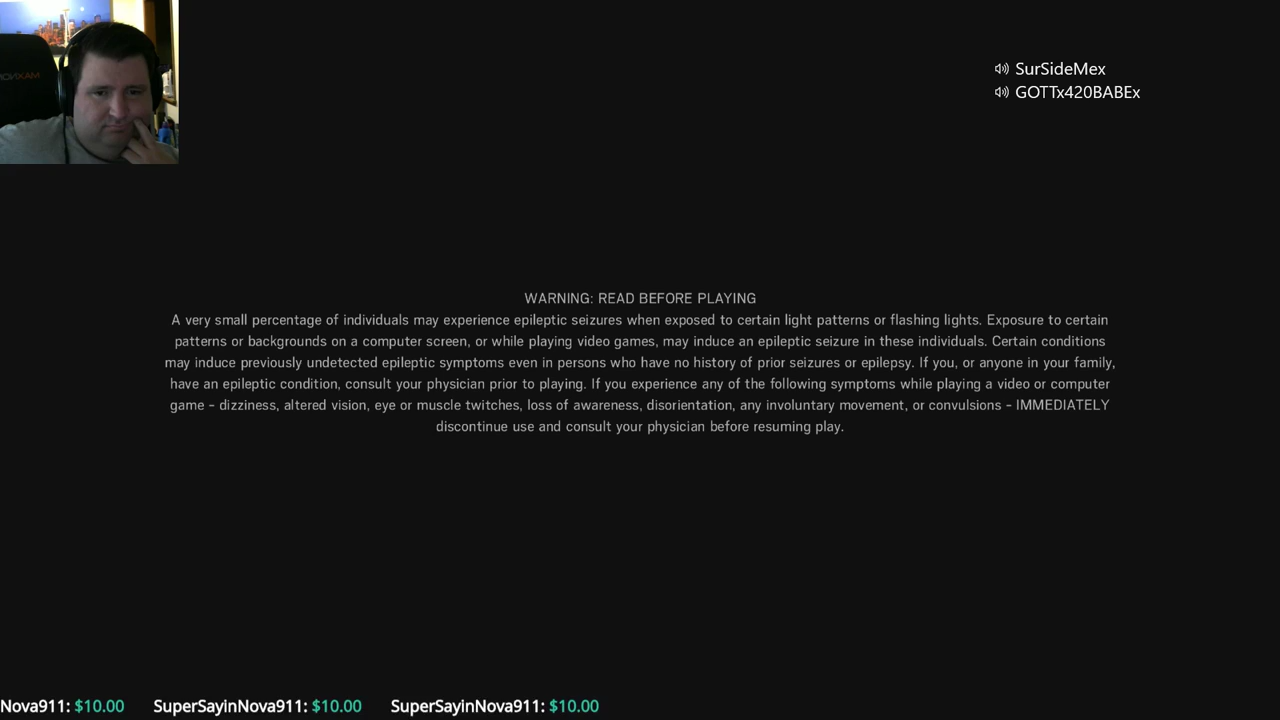 SurSideMex
GOTTx420BABEx
WARNING: READ BEFORE PLAYING
A very small percentage of individuals may experience epileptic seizures when exposed to certain light patterns or flashing lights. Exposure to certain
patterns or backgrounds on a computer screen, or while playing video games, may induce an epileptic seizure in these individuals. Certain conditions
may induce previously undetected epileptic symptoms even in persons who have no history of prior seizures or epilepsy. If you, or anyone in your family,
have an epileptic condition, consult your physician prior to playing. If you experience any of the following symptoms while playing a video or computer
game - dizziness, altered vision, eye or muscle twitches, loss of awareness, disorientation, any involuntary movement, or convulsions - IMMEDIATELY
discontinue use and consult your physician before resuming play.
Nova911: $10.00 SuperSayinNova911: $10.00 SuperSayinNova911: $10.00